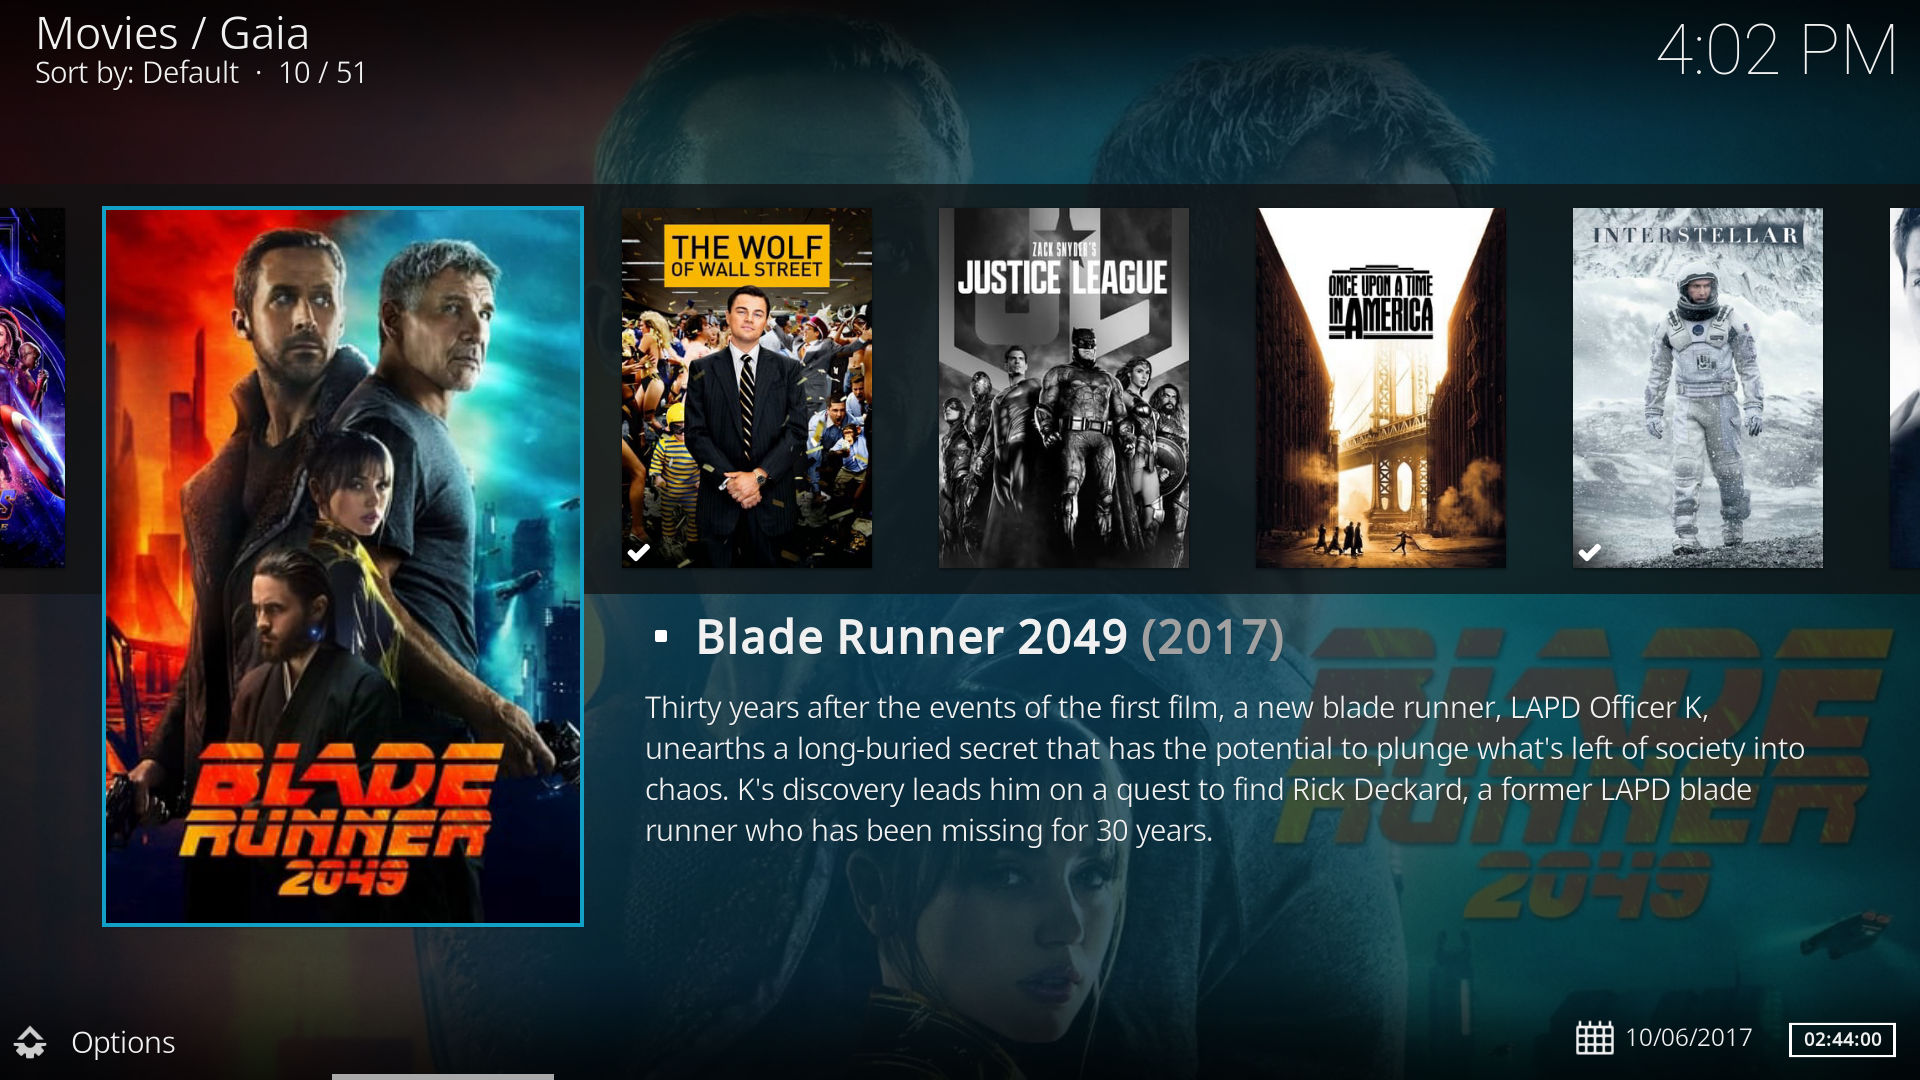 Movies / Gaia
Sort by: Default · 10 / 51
4:02 PM
THE WOLF
OF WALL STREET
ZACK SNYDER'S
JUSTICE LEAGUE
ONCE UPON A TIME
IN AMERICA
INTERSTELLAR
BLADE
RUNNER
2049
Blade Runner 2049 (2017)
Thirty years after the events of the first film, a new blade runner, LAPD Officer K,
unearths a long-buried secret that has the potential to plunge what's left of society into
chaos. K's discovery leads him on a quest to find Rick Deckard, a former LAPD blade
runner who has been missing for 30 years.
BLADE
RUNNER
2049
Options
10/06/2017
02:44:00